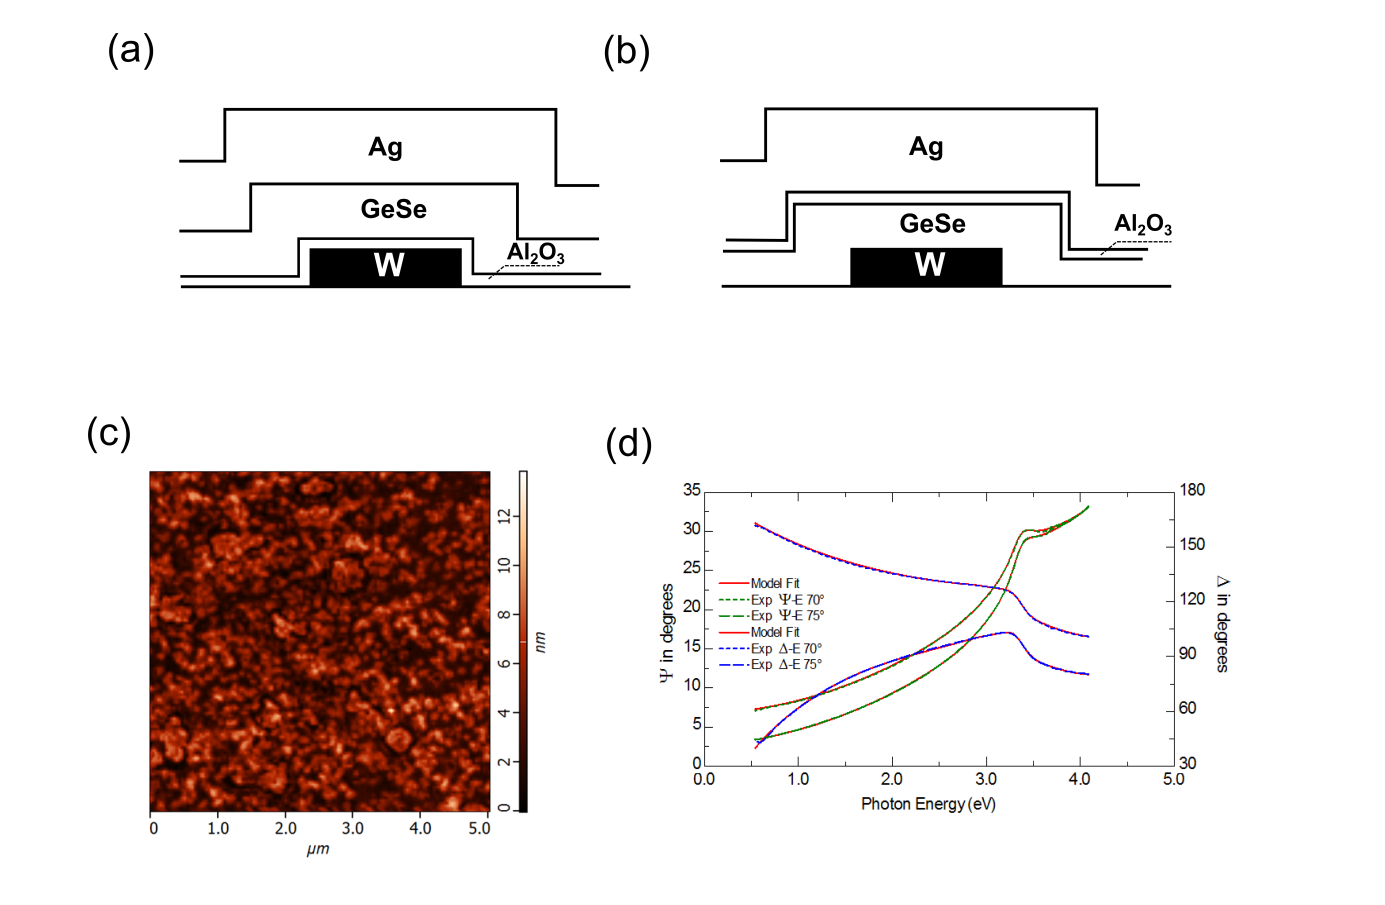 (a)
Ag
GeSe
Al₂O₃
W
(b)
Ag
GeSe
Al₂O₃
W
(c)
12
10
8
6
4
2
0
nm
0 1.0 2.0 3.0 4.0 5.0
µm
(d)
35
30
25
20
15
10
5
0
Ψ in degrees
Model Fit
Exp Ψ-E 70°
Exp Ψ-E 75°
Model Fit
Exp Δ-E 70°
Exp Δ-E 75°
180
150
120
90
60
30
Δ in degrees
0.0 1.0 2.0 3.0 4.0 5.0
Photon Energy (eV)